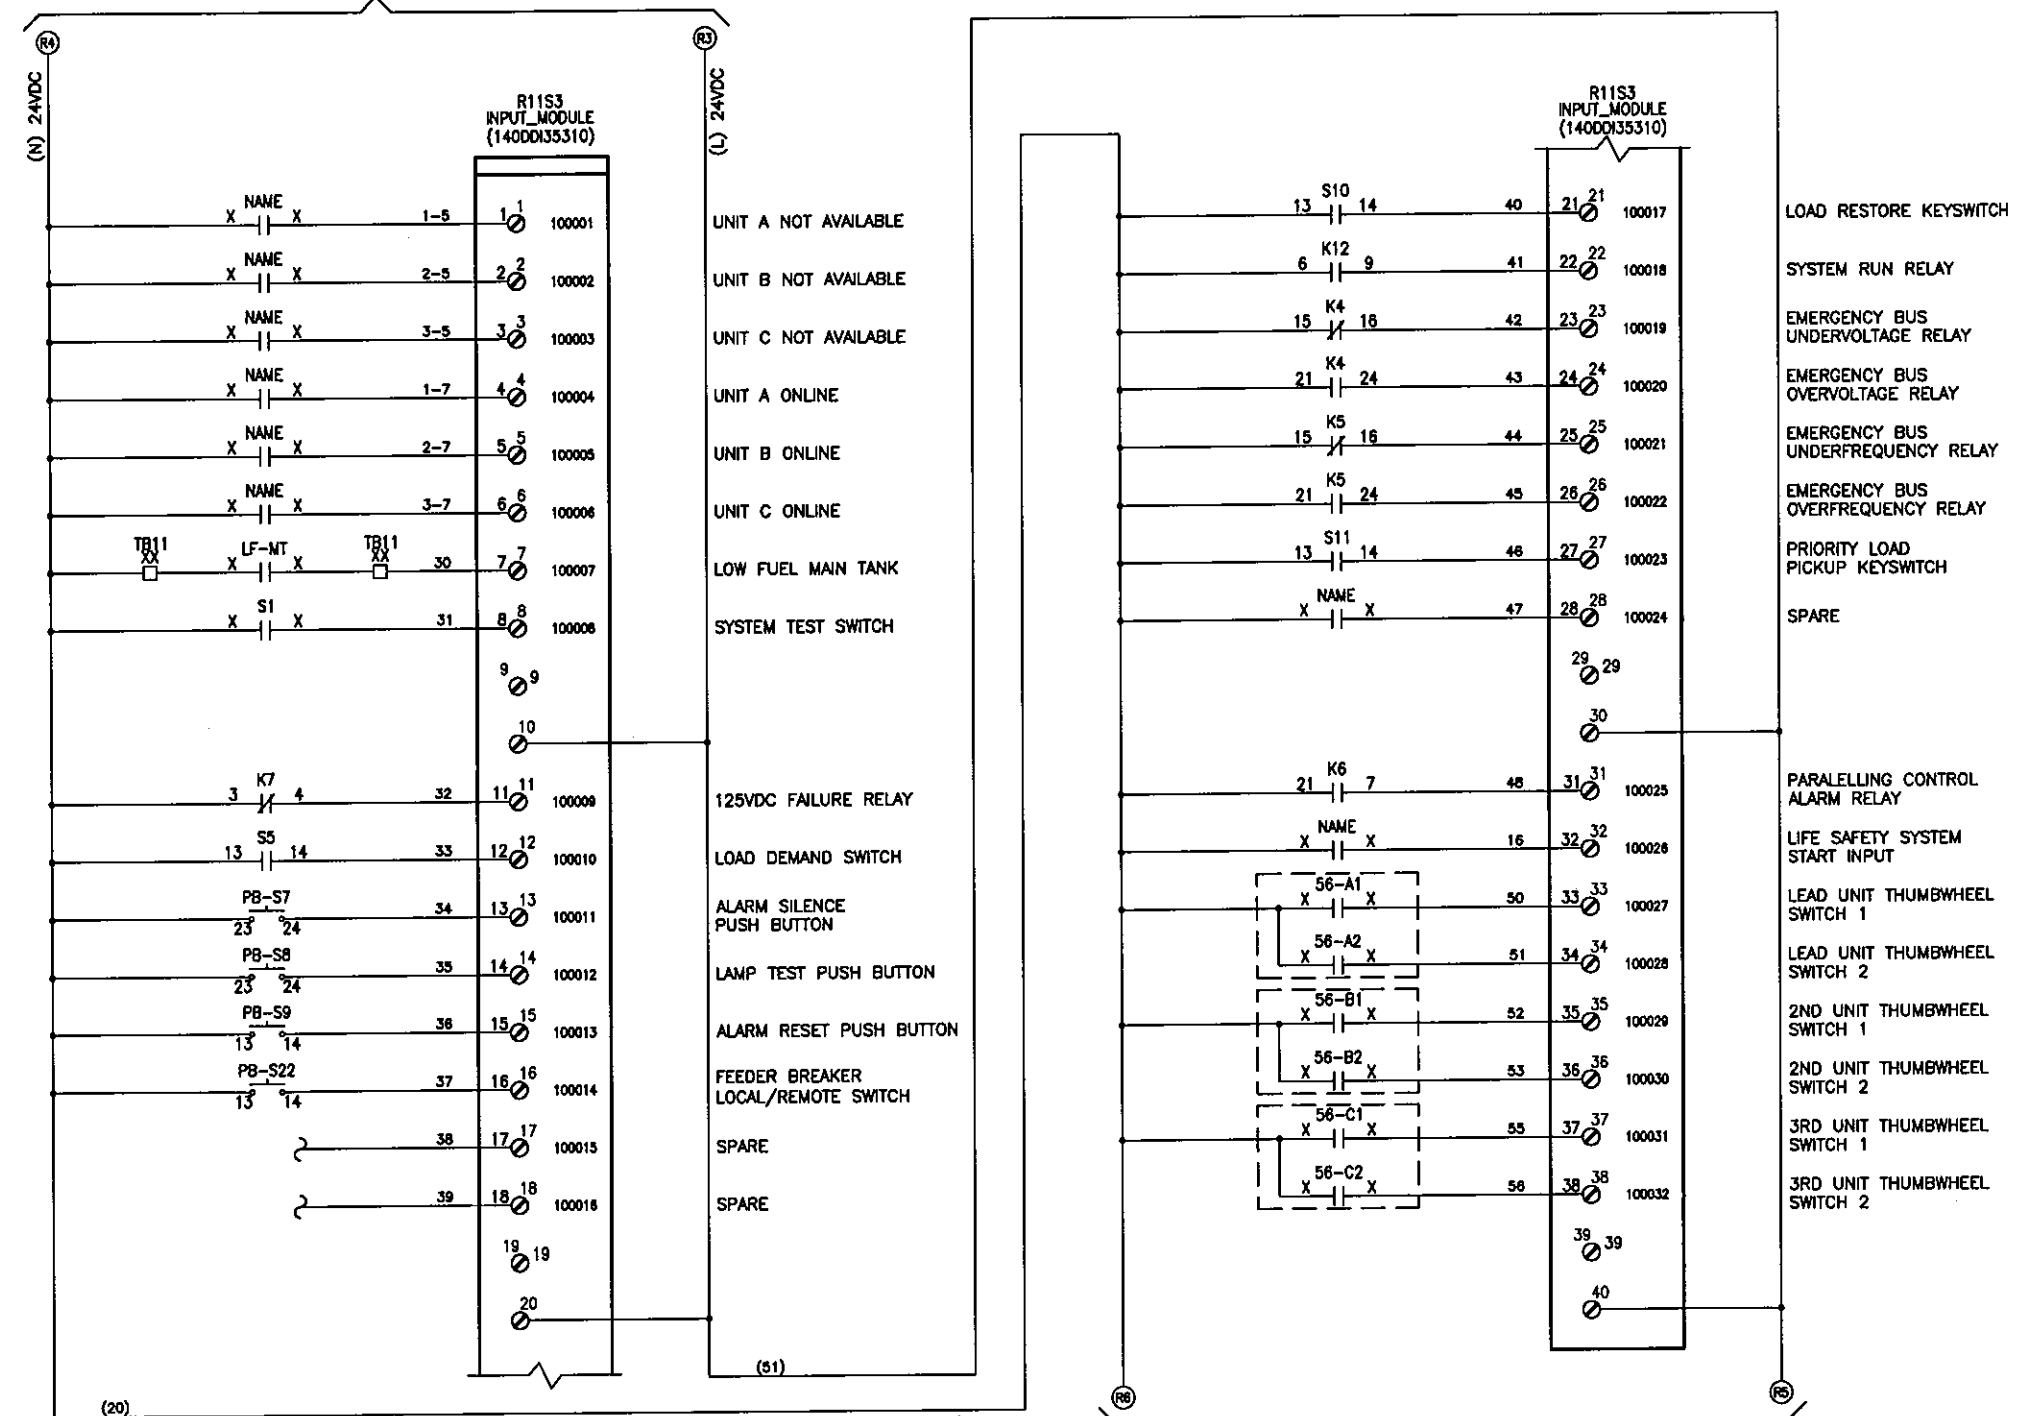 R4
R3
(N) 24VDC
(L) 24VDC
R11S3
INPUT_MODULE
(140DDI35310)
NAME
X X 1-5 1 1 100001 UNIT A NOT AVAILABLE
NAME
X X 2-5 2 2 100002 UNIT B NOT AVAILABLE
NAME
X X 3-5 3 3 100003 UNIT C NOT AVAILABLE
NAME
X X 1-7 4 4 100004 UNIT A ONLINE
NAME
X X 2-7 5 5 100005 UNIT B ONLINE
NAME
X X 3-7 6 6 100006 UNIT C ONLINE
TB11 LF-MT TB11
XX X X XX 30 7 7 100007 LOW FUEL MAIN TANK
S1
X X 31 8 8 100008 SYSTEM TEST SWITCH
9 9
10
K7
3 4 32 11 11 100009 125VDC FAILURE RELAY
S5
13 14 33 12 12 100010 LOAD DEMAND SWITCH
PB-S7
23 24 34 13 13 100011 ALARM SILENCE
PUSH BUTTON
PB-S8
23 24 35 14 14 100012 LAMP TEST PUSH BUTTON
PB-S9
13 14 36 15 15 100013 ALARM RESET PUSH BUTTON
PB-S22
13 14 37 16 16 100014 FEEDER BREAKER
LOCAL/REMOTE SWITCH
38 17 17 100015 SPARE
39 18 18 100016 SPARE
19 19
20
(51)
(20)
R11S3
INPUT_MODULE
(140DDI35310)
S10
13 14 40 21 21 100017 LOAD RESTORE KEYSWITCH
K12
6 9 41 22 22 100018 SYSTEM RUN RELAY
K4
15 16 42 23 23 100019 EMERGENCY BUS
UNDERVOLTAGE RELAY
K4
21 24 43 24 24 100020 EMERGENCY BUS
OVERVOLTAGE RELAY
K5
15 16 44 25 25 100021 EMERGENCY BUS
UNDERFREQUENCY RELAY
K5
21 24 45 26 26 100022 EMERGENCY BUS
OVERFREQUENCY RELAY
S11
13 14 46 27 27 100023 PRIORITY LOAD
PICKUP KEYSWITCH
NAME
X X 47 28 28 100024 SPARE
29 29
30
K6
21 7 48 31 31 100025 PARALELLING CONTROL
ALARM RELAY
NAME
X X 16 32 32 100026 LIFE SAFETY SYSTEM
START INPUT
56-A1
X X 50 33 33 100027 LEAD UNIT THUMBWHEEL
SWITCH 1
56-A2
X X 51 34 34 100028 LEAD UNIT THUMBWHEEL
SWITCH 2
56-B1
X X 52 35 35 100029 2ND UNIT THUMBWHEEL
SWITCH 1
56-B2
X X 53 36 36 100030 2ND UNIT THUMBWHEEL
SWITCH 2
56-C1
X X 55 37 37 100031 3RD UNIT THUMBWHEEL
SWITCH 1
56-C2
X X 56 38 38 100032 3RD UNIT THUMBWHEEL
SWITCH 2
39 39
40
R6
R5